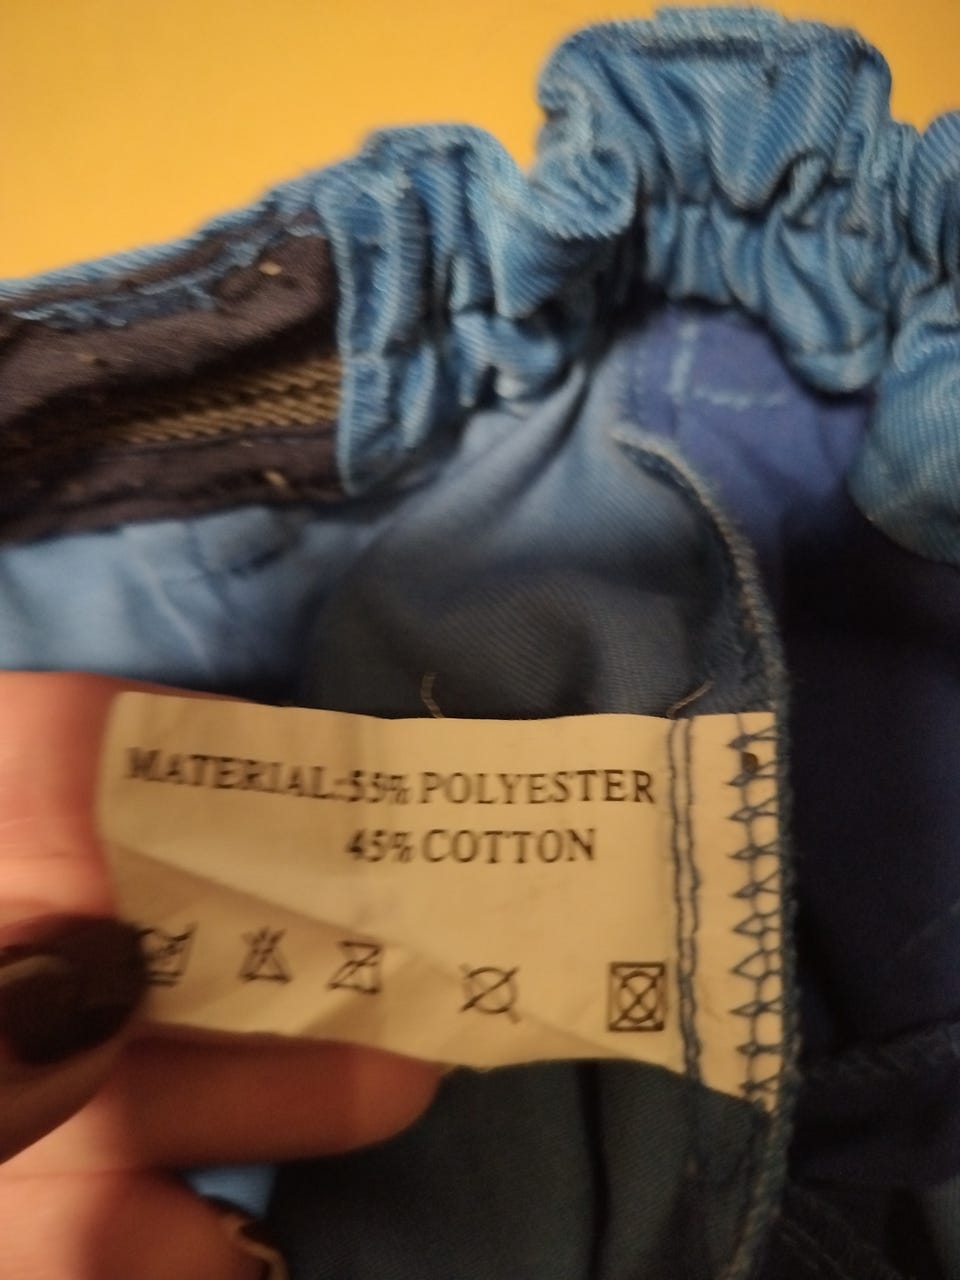 MATERIAL:55% POLYESTER
45% COTTON